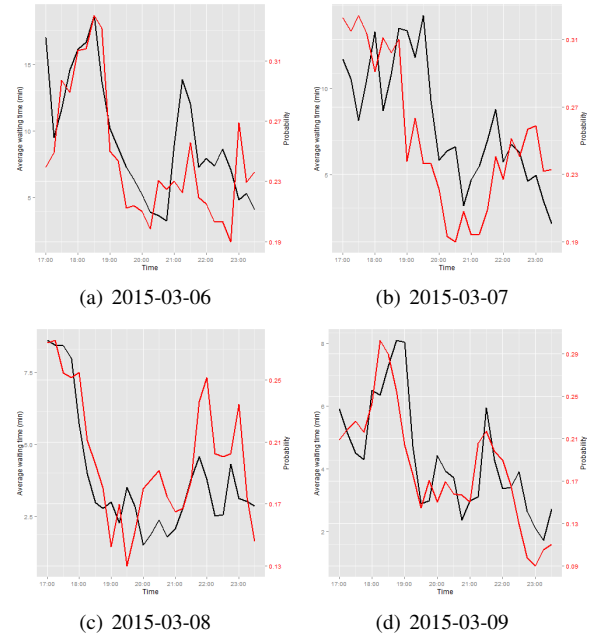 Average waiting time (min)
15
10
5
0.31
0.27
0.23
0.19
Probability
17:00 18:00 19:00 20:00 21:00 22:00 23:00
Time
(a) 2015-03-06
Average waiting time (min)
10
5
0.31
0.27
0.23
0.19
Probability
17:00 18:00 19:00 20:00 21:00 22:00 23:00
Time
(b) 2015-03-07
Average waiting time (min)
7.5
5.0
2.5
0.25
0.21
0.17
0.13
Probability
17:00 18:00 19:00 20:00 21:00 22:00 23:00
Time
(c) 2015-03-08
Average waiting time (min)
8
6
4
2
0.29
0.25
0.21
0.17
0.13
0.09
Probability
17:00 18:00 19:00 20:00 21:00 22:00 23:00
Time
(d) 2015-03-09